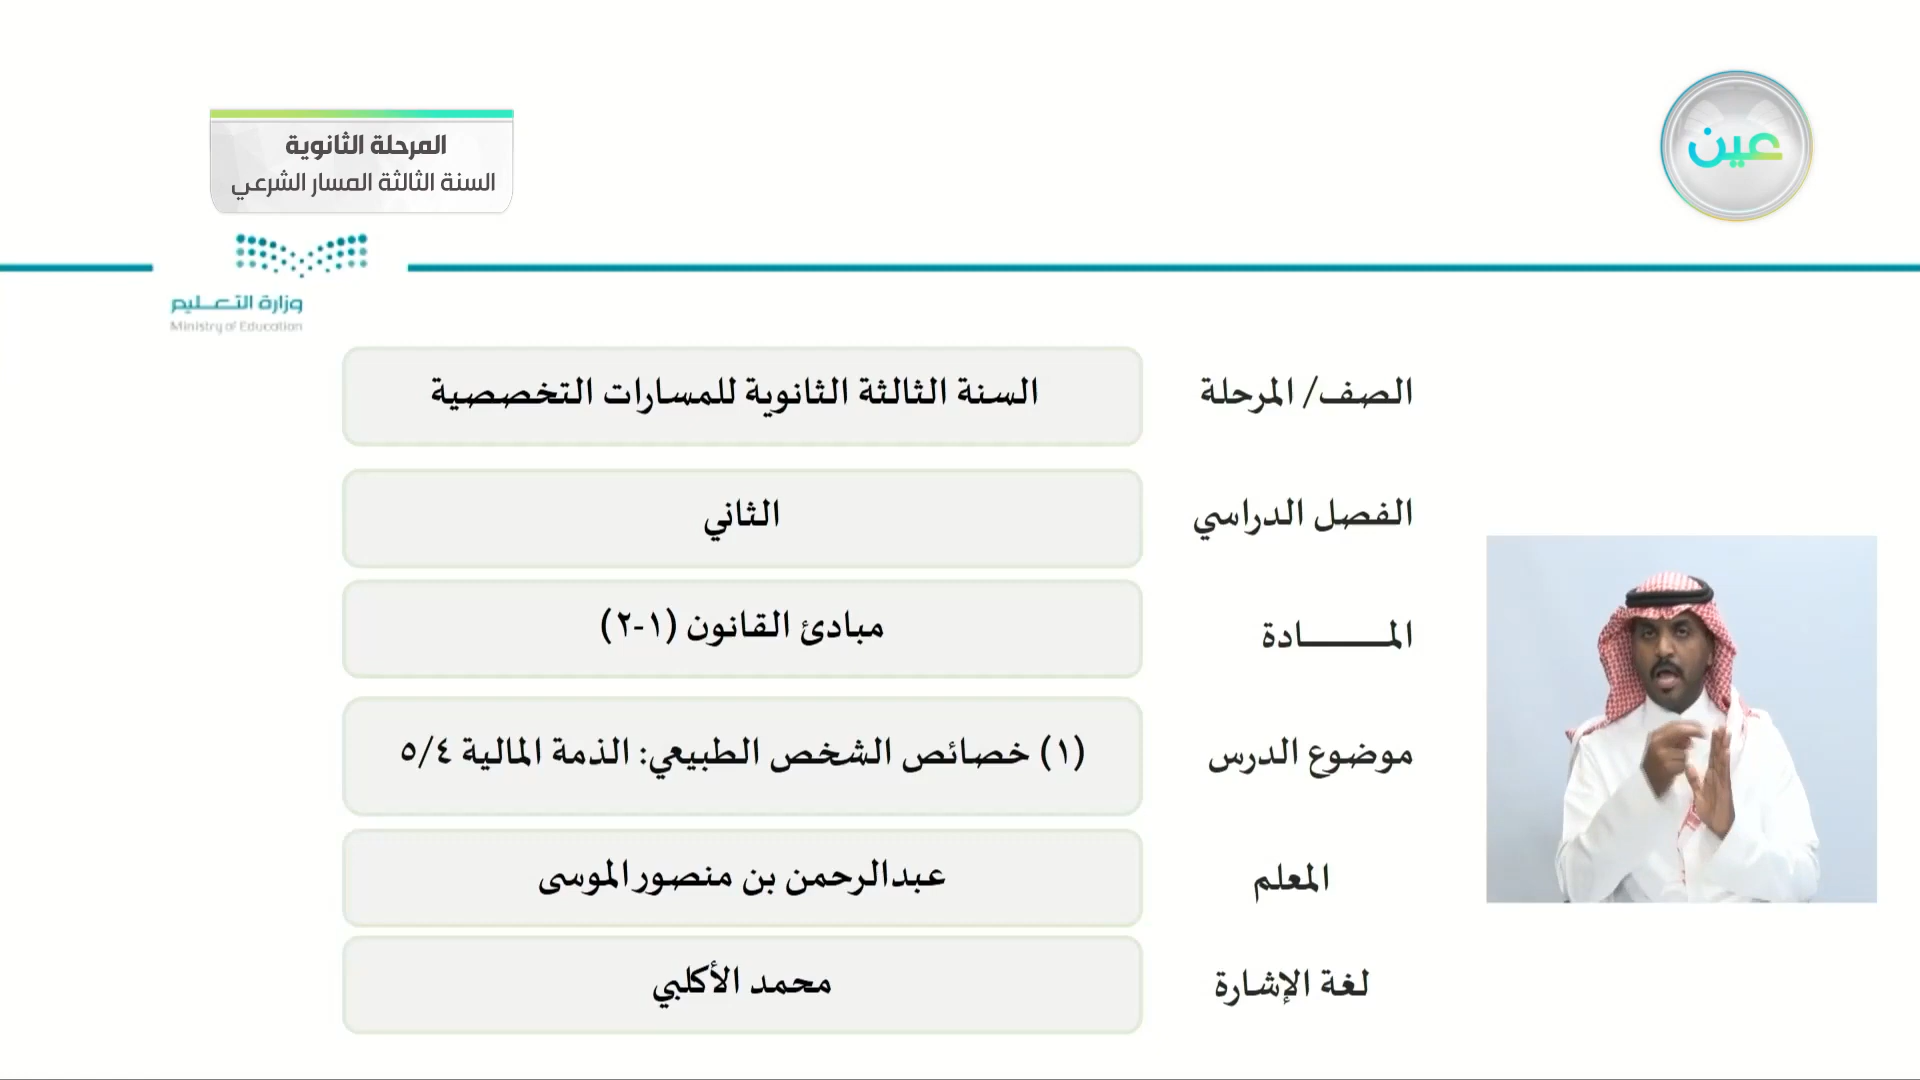 عين
المرحلة الثانوية
السنة الثالثة المسار الشرعي
وزارة التعـــليم
Ministry of Education
الصف/ المرحلة
السنة الثالثة الثانوية للمسارات التخصصية
الفصل الدراسي
الثاني
المـــــــــادة
مبادئ القانون (١-٢)
موضوع الدرس
(١) خصائص الشخص الطبيعي: الذمة المالية ٥/٤
المعلم
عبدالرحمن بن منصور الموسى
لغة الإشارة
محمد الأكلبي